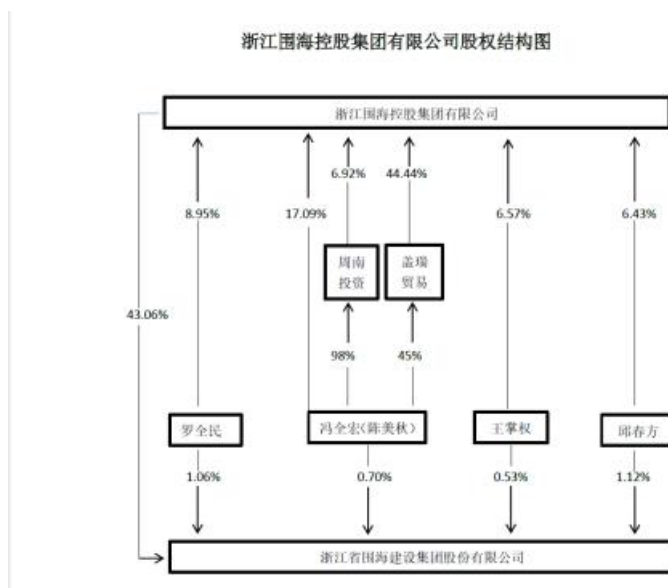 浙江围海控股集团有限公司股权结构图
浙江围海控股集团有限公司
6.92% 44.44%
8.95% 17.09% 6.57% 6.43%
周南
投资
盖瑞
贸易
43.06%
98% 45%
罗全民 冯全宏(陈美秋) 王掌权 邱春方
1.06% 0.70% 0.53% 1.12%
浙江省围海建设集团股份有限公司